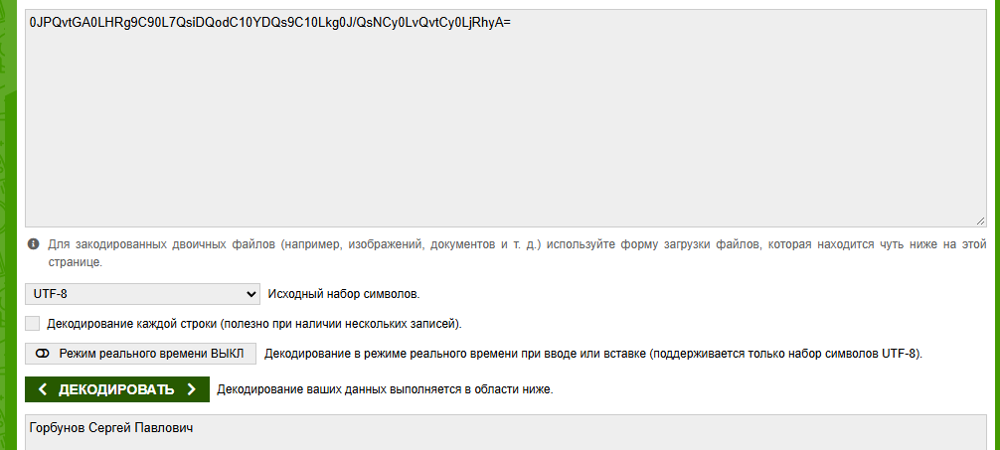 0JPQvtGA0LHRg9C90L7QsiDQodC10YDQs9C10Lkg0J/QsNCy0LvQvtCy0LjRhyA=
Для закодированных двоичных файлов (например, изображений, документов и т. д.) используйте форму загрузки файлов, которая находится чуть ниже на этой
странице.
UTF-8 Исходный набор символов.
Декодирование каждой строки (полезно при наличии нескольких записей).
Режим реального времени ВЫКЛ Декодирование в режиме реального времени при вводе или вставке (поддерживается только набор символов UTF-8).
ДЕКОДИРОВАТЬ Декодирование ваших данных выполняется в области ниже.
Горбунов Сергей Павлович